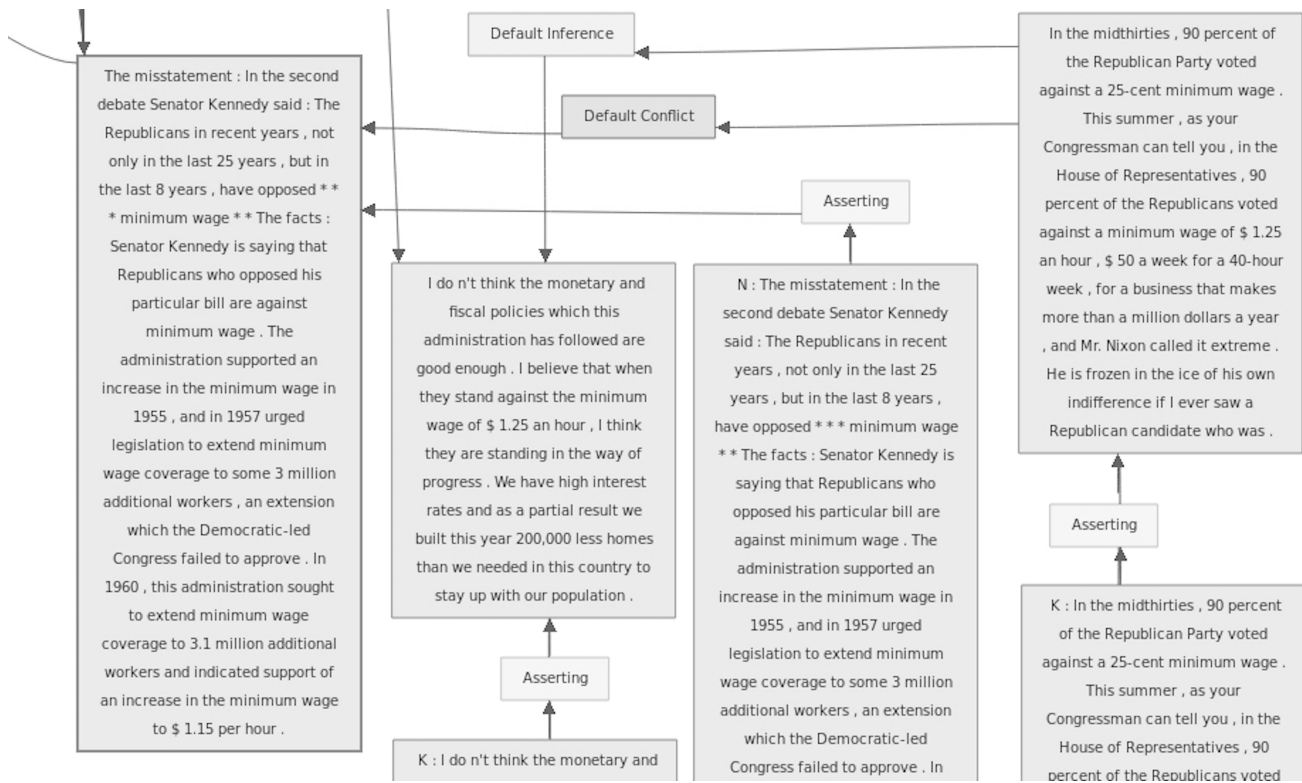 Default Inference
Default Conflict
Asserting
The misstatement : In the second
debate Senator Kennedy said : The
Republicans in recent years , not
only in the last 25 years , but in
the last 8 years , have opposed * *
* minimum wage * * The facts :
Senator Kennedy is saying that
Republicans who opposed his
particular bill are against
minimum wage . The
administration supported an
increase in the minimum wage in
1955 , and in 1957 urged
legislation to extend minimum
wage coverage to some 3 million
additional workers , an extension
which the Democratic-led
Congress failed to approve . In
1960 , this administration sought
to extend minimum wage
coverage to 3.1 million additional
workers and indicated support of
an increase in the minimum wage
to $ 1.15 per hour .
I do n't think the monetary and
fiscal policies which this
administration has followed are
good enough . I believe that when
they stand against the minimum
wage of $ 1.25 an hour , I think
they are standing in the way of
progress . We have high interest
rates and as a partial result we
built this year 200,000 less homes
than we needed in this country to
stay up with our population .
Asserting
K : I do n't think the monetary and
N : The misstatement : In the
second debate Senator Kennedy
said : The Republicans in recent
years , not only in the last 25
years , but in the last 8 years ,
have opposed * * * minimum wage
* * The facts : Senator Kennedy is
saying that Republicans who
opposed his particular bill are
against minimum wage . The
administration supported an
increase in the minimum wage in
1955 , and in 1957 urged
legislation to extend minimum
wage coverage to some 3 million
additional workers , an extension
which the Democratic-led
Congress failed to approve . In
In the midthirties , 90 percent of
the Republican Party voted
against a 25-cent minimum wage .
This summer , as your
Congressman can tell you , in the
House of Representatives , 90
percent of the Republicans voted
against a minimum wage of $ 1.25
an hour , $ 50 a week for a 40-hour
week , for a business that makes
more than a million dollars a year
, and Mr. Nixon called it extreme .
He is frozen in the ice of his own
indifference if I ever saw a
Republican candidate who was .
Asserting
K : In the midthirties , 90 percent
of the Republican Party voted
against a 25-cent minimum wage .
This summer , as your
Congressman can tell you , in the
House of Representatives , 90
percent of the Republicans voted